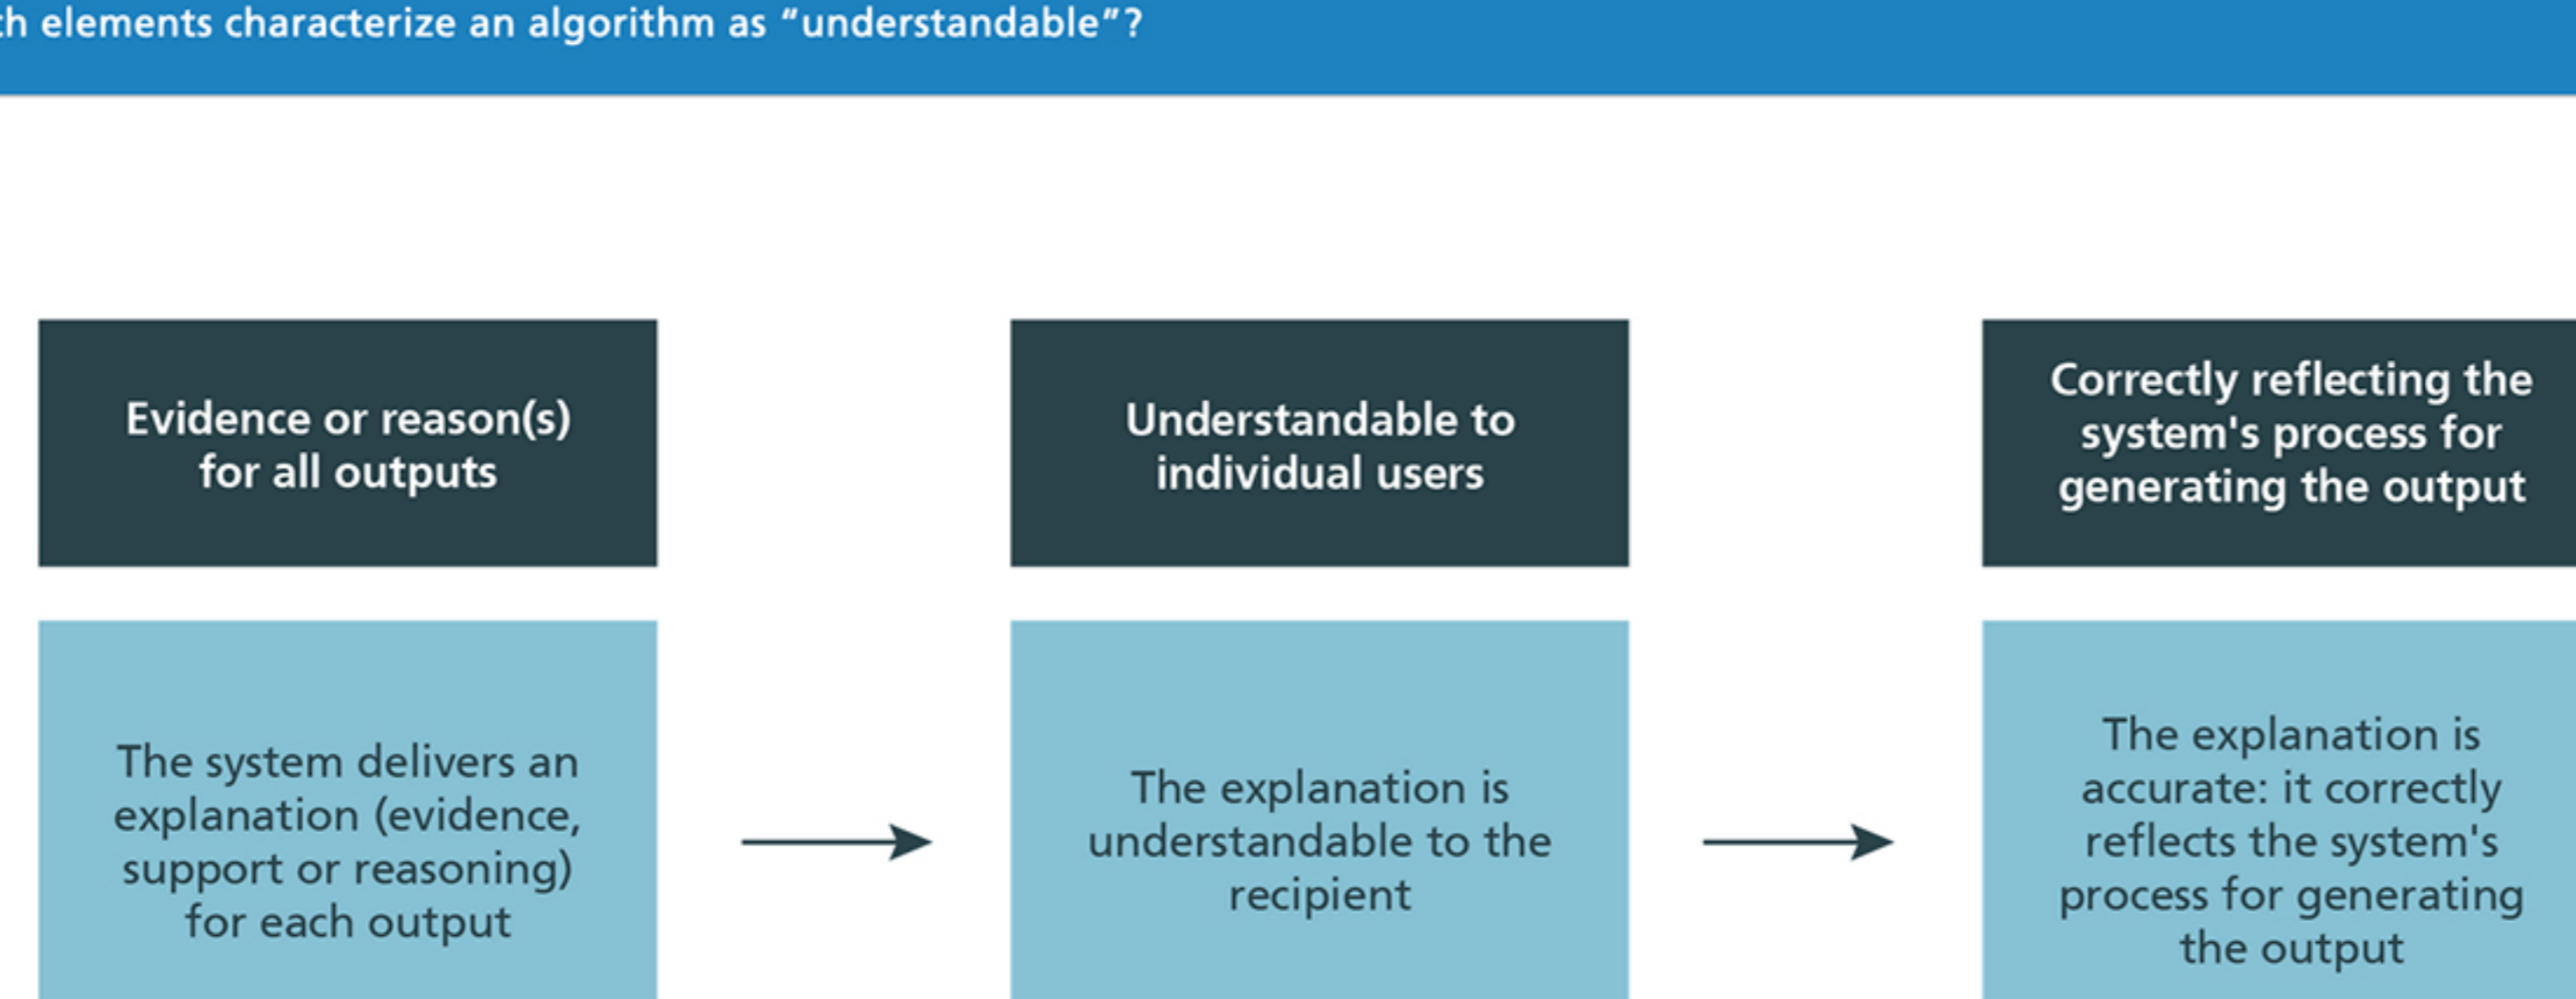 elements characterize an algorithm as “understandable”?
Evidence or reason(s)
for all outputs
The system delivers an
explanation (evidence,
support or reasoning)
for each output
Understandable to
individual users
The explanation is
understandable to the
recipient
Correctly reflecting the
system's process for
generating the output
The explanation is
accurate: it correctly
reflects the system's
process for generating
the output